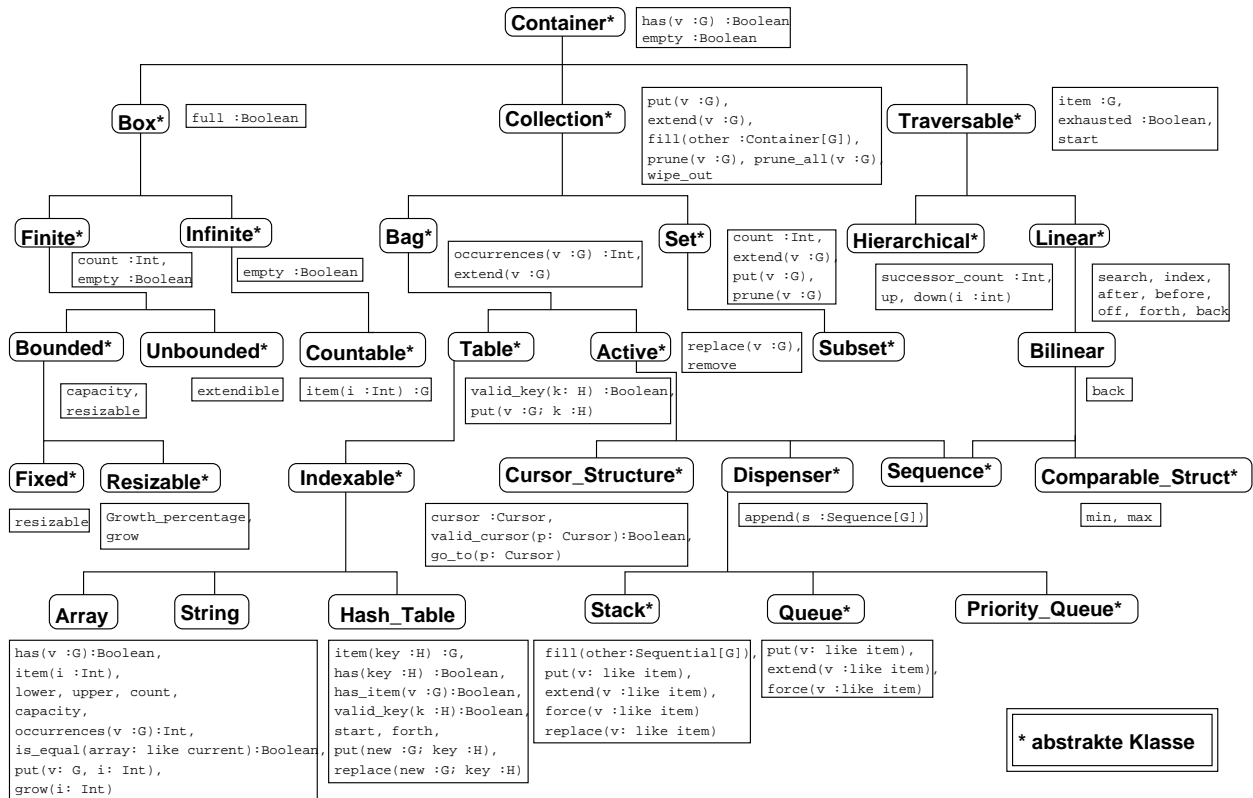 Container*
has(v :G) :Boolean
empty :Boolean
Box*
full :Boolean
Collection*
put(v :G),
extend(v :G),
fill(other :Container[G]),
prune(v :G), prune_all(v :G),
wipe_out
Traversable*
item :G,
exhausted :Boolean,
start
Finite*
count :Int,
empty :Boolean
Infinite*
empty :Boolean
Bag*
occurrences(v :G) :Int,
extend(v :G)
Set*
count :Int,
extend(v :G),
put(v :G),
prune(v :G)
Hierarchical*
successor_count :Int,
up, down(i :int)
Linear*
search, index,
after, before,
off, forth, back
Bounded*
capacity,
resizable
Unbounded*
extendible
Countable*
item(i :Int) :G
Table*
valid_key(k: H) :Boolean,
put(v :G; k :H)
Active*
replace(v :G),
remove
Subset*
Bilinear
back
Fixed*
resizable
Resizable*
Growth_percentage,
grow
Indexable*
Cursor_Structure*
cursor :Cursor,
valid_cursor(p: Cursor):Boolean,
go_to(p: Cursor)
Dispenser*
append(s :Sequence[G])
Sequence*
Comparable_Struct*
min, max
Array
has(v :G):Boolean,
item(i :Int),
lower, upper, count,
capacity,
occurrences(v :G):Int,
is_equal(array: like current):Boolean,
put(v: G, i: Int),
grow(i: Int)
String
Hash_Table
item(key :H) :G,
has(key :H) :Boolean,
has_item(v :G):Boolean,
valid_key(k :H):Boolean,
start, forth,
put(new :G; key :H),
replace(new :G; key :H)
Stack*
fill(other:Sequential[G]),
put(v: like item),
extend(v :like item),
force(v :like item)
replace(v: like item)
Queue*
put(v: like item),
extend(v :like item),
force(v :like item)
Priority_Queue*
* abstrakte Klasse